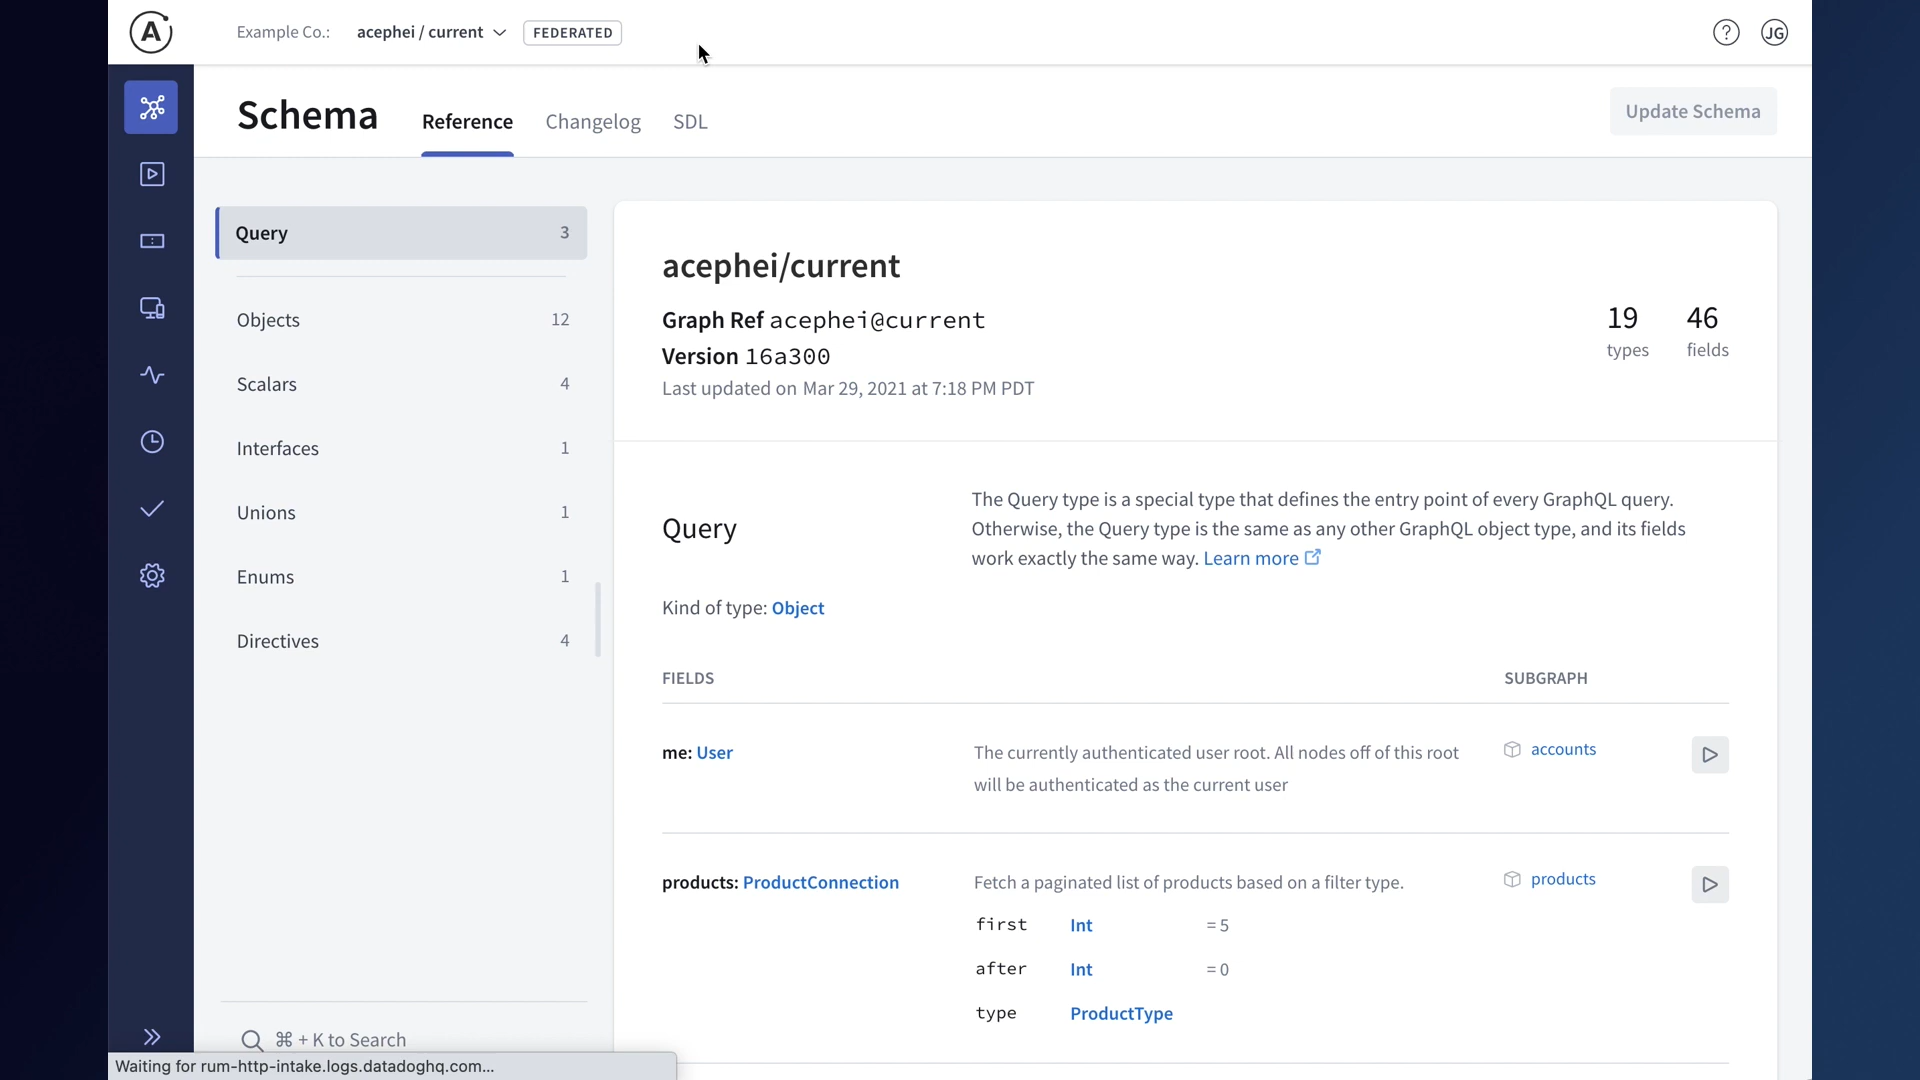 A
Example Co.:
acephei / current
FEDERATED
?
JG
Schema
Reference
Changelog
SDL
Update Schema
Query 3
Objects 12
Scalars 4
Interfaces 1
Unions 1
Enums 1
Directives 4
⌘ + K to Search
acephei/current
Graph Ref acephei@current
Version 16a300
Last updated on Mar 29, 2021 at 7:18 PM PDT
19 46
types fields
Query
The Query type is a special type that defines the entry point of every GraphQL query.
Otherwise, the Query type is the same as any other GraphQL object type, and its fields
work exactly the same way. Learn more
Kind of type: Object
FIELDS SUBGRAPH
me: User
The currently authenticated user root. All nodes off of this root
will be authenticated as the current user
accounts
products: ProductConnection
Fetch a paginated list of products based on a filter type.
products
first Int = 5
after Int = 0
type ProductType
Waiting for rum-http-intake.logs.datadoghq.com...